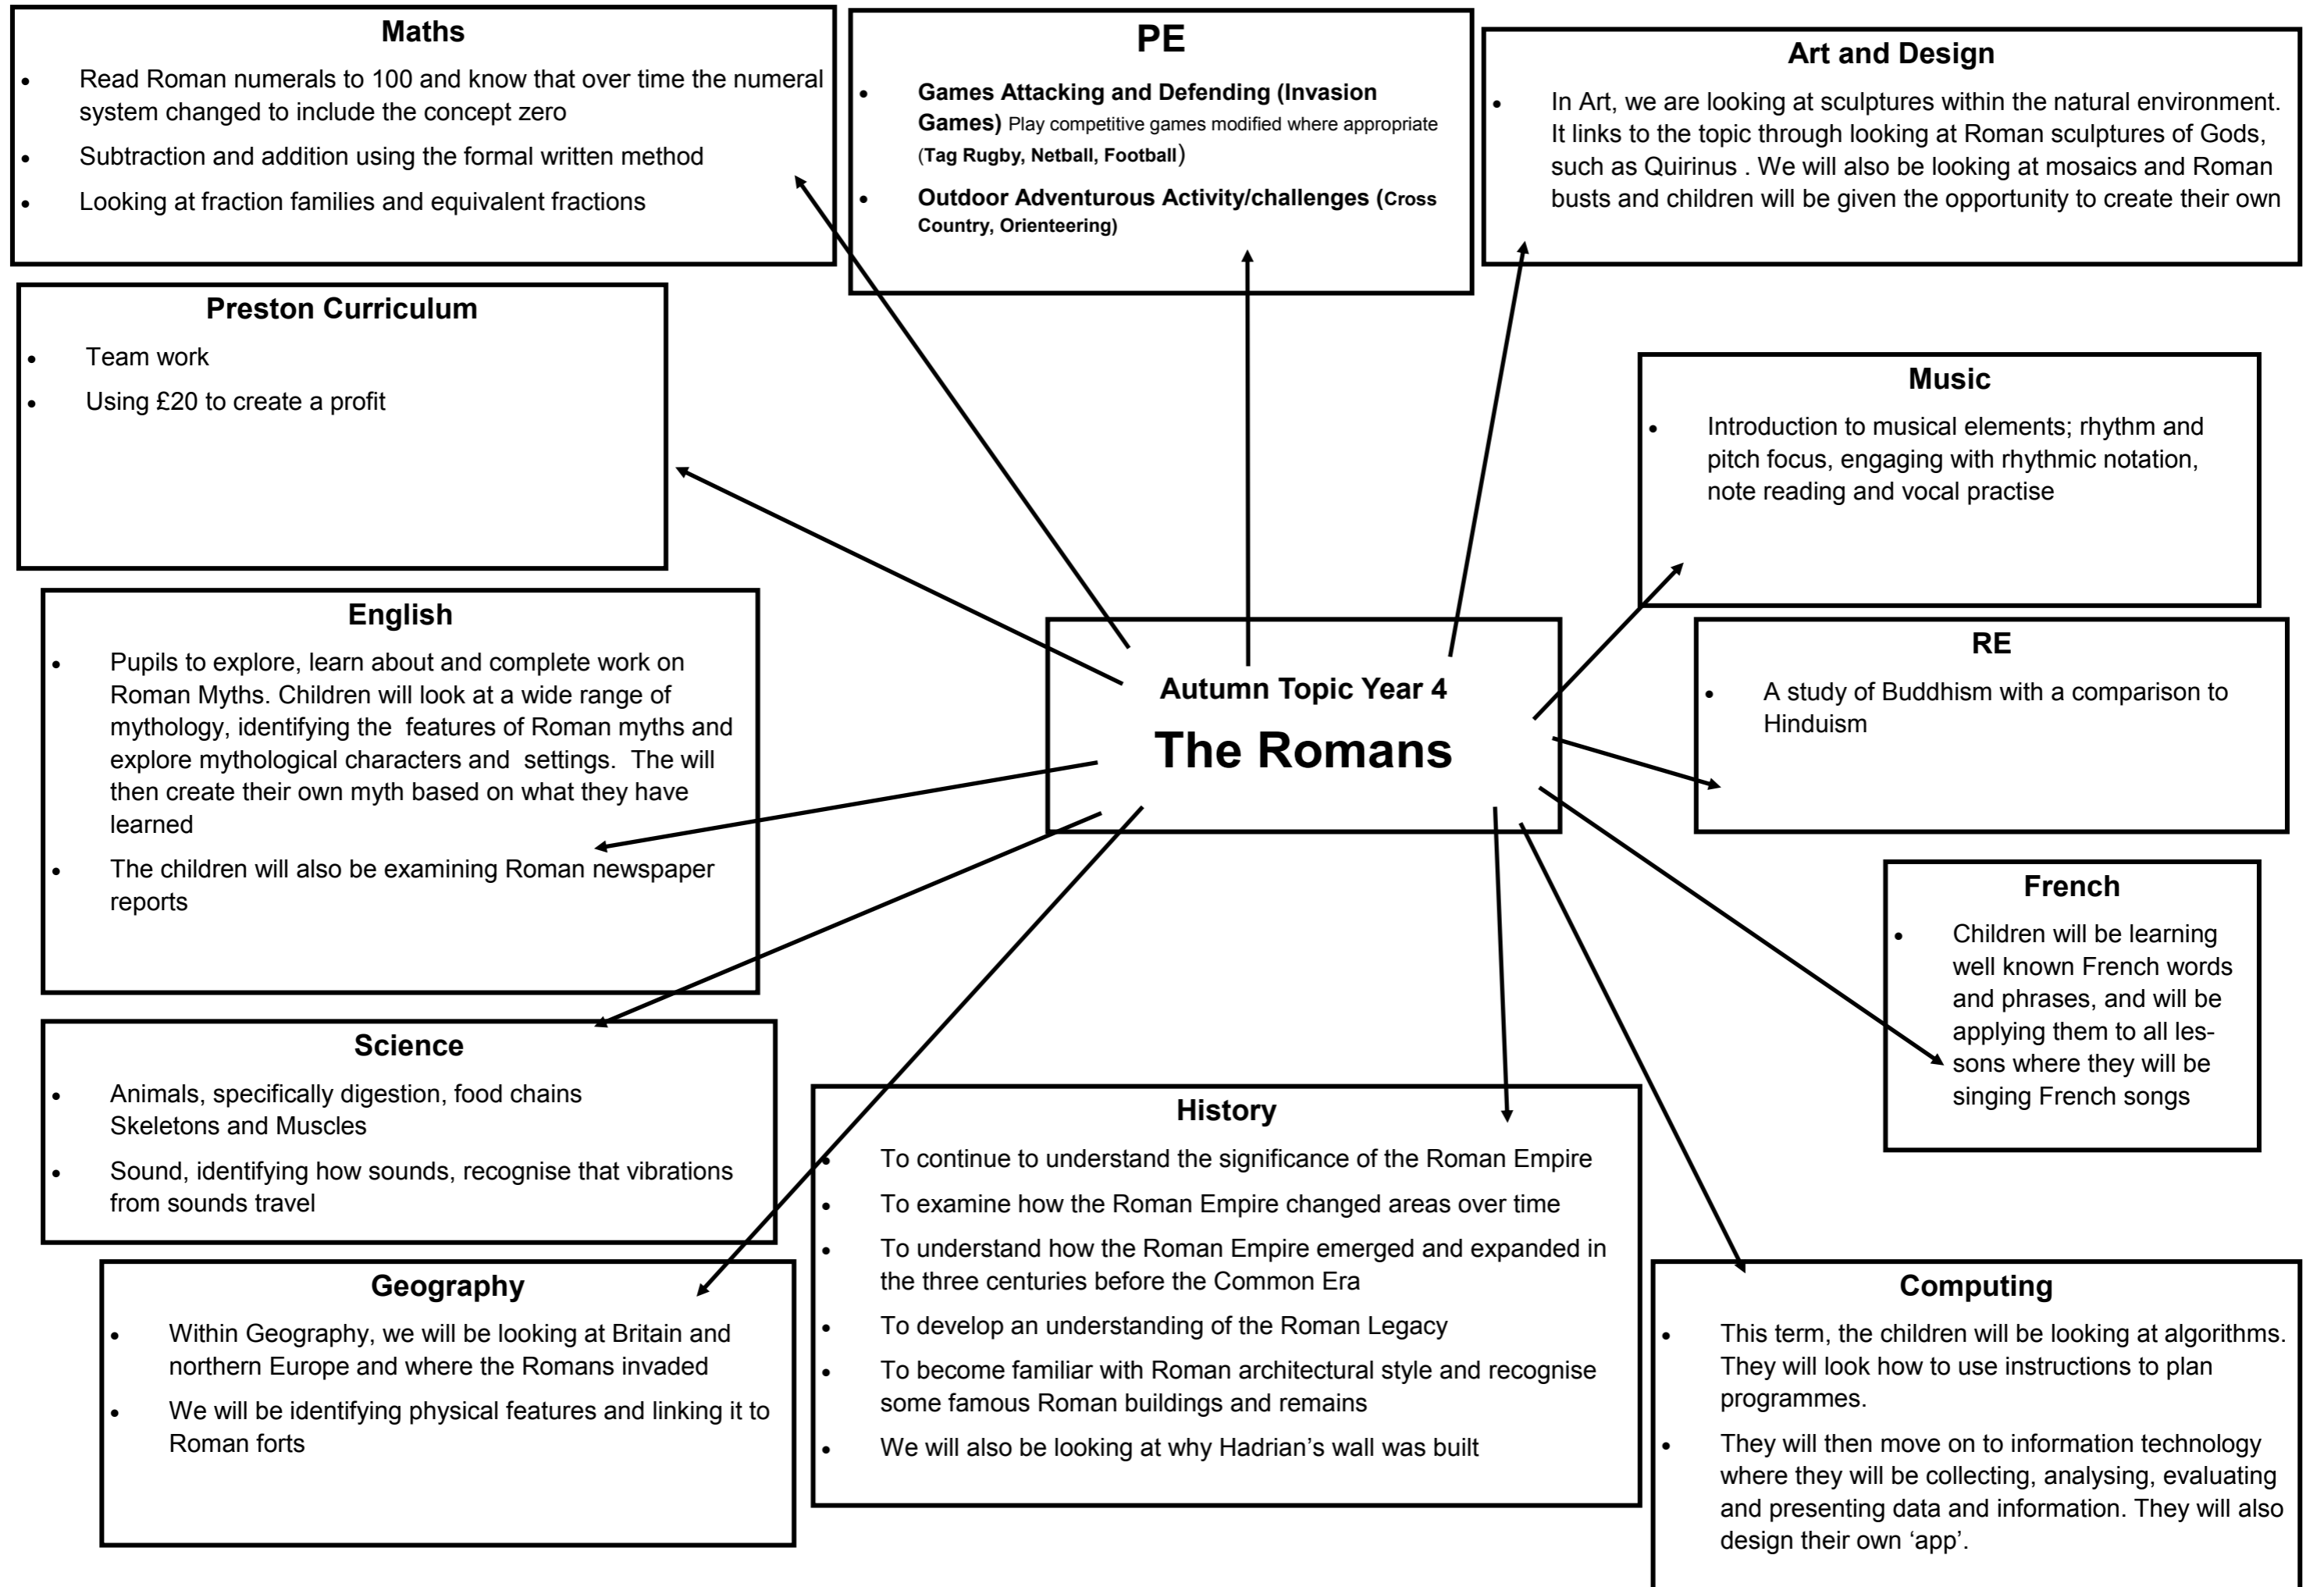 Maths
• Read Roman numerals to 100 and know that over time the numeral
system changed to include the concept zero
• Subtraction and addition using the formal written method
• Looking at fraction families and equivalent fractions
PE
• Games Attacking and Defending (Invasion
Games) Play competitive games modified where appropriate
(Tag Rugby, Netball, Football)
• Outdoor Adventurous Activity/challenges (Cross
Country, Orienteering)
Art and Design
• In Art, we are looking at sculptures within the natural environment.
It links to the topic through looking at Roman sculptures of Gods,
such as Quirinus . We will also be looking at mosaics and Roman
busts and children will be given the opportunity to create their own
Preston Curriculum
• Team work
• Using £20 to create a profit
Music
• Introduction to musical elements; rhythm and
pitch focus, engaging with rhythmic notation,
note reading and vocal practise
English
• Pupils to explore, learn about and complete work on
Roman Myths. Children will look at a wide range of
mythology, identifying the features of Roman myths and
explore mythological characters and settings. The will
then create their own myth based on what they have
learned
• The children will also be examining Roman newspaper
reports
Autumn Topic Year 4
The Romans
RE
• A study of Buddhism with a comparison to
Hinduism
French
• Children will be learning
well known French words
and phrases, and will be
applying them to all les-
sons where they will be
singing French songs
Science
• Animals, specifically digestion, food chains
Skeletons and Muscles
• Sound, identifying how sounds, recognise that vibrations
from sounds travel
History
• To continue to understand the significance of the Roman Empire
• To examine how the Roman Empire changed areas over time
• To understand how the Roman Empire emerged and expanded in
the three centuries before the Common Era
• To develop an understanding of the Roman Legacy
• To become familiar with Roman architectural style and recognise
some famous Roman buildings and remains
• We will also be looking at why Hadrian’s wall was built
Geography
• Within Geography, we will be looking at Britain and
northern Europe and where the Romans invaded
• We will be identifying physical features and linking it to
Roman forts
Computing
• This term, the children will be looking at algorithms.
They will look how to use instructions to plan
programmes.
• They will then move on to information technology
where they will be collecting, analysing, evaluating
and presenting data and information. They will also
design their own ‘app’.